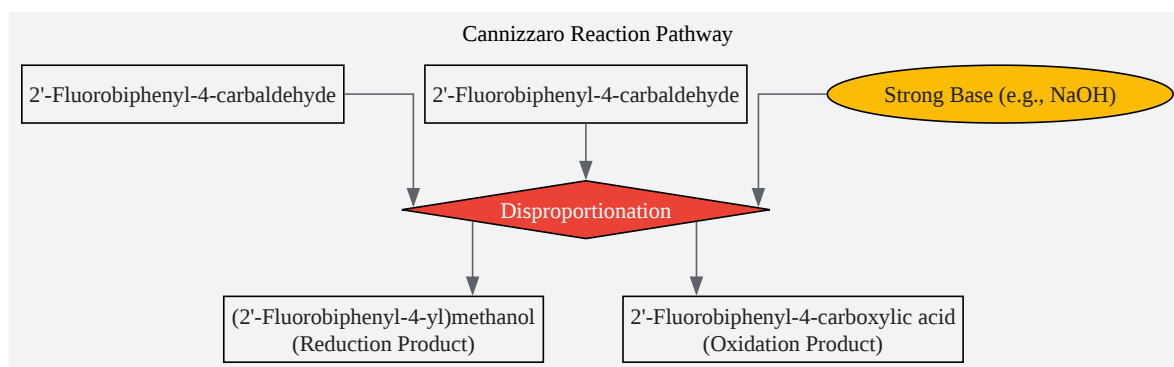 Cannizzaro Reaction Pathway
2'-Fluorobiphenyl-4-carbaldehyde
2'-Fluorobiphenyl-4-carbaldehyde
Strong Base (e.g., NaOH)
Disproportionation
(2'-Fluorobiphenyl-4-yl)methanol
(Reduction Product)
2'-Fluorobiphenyl-4-carboxylic acid
(Oxidation Product)